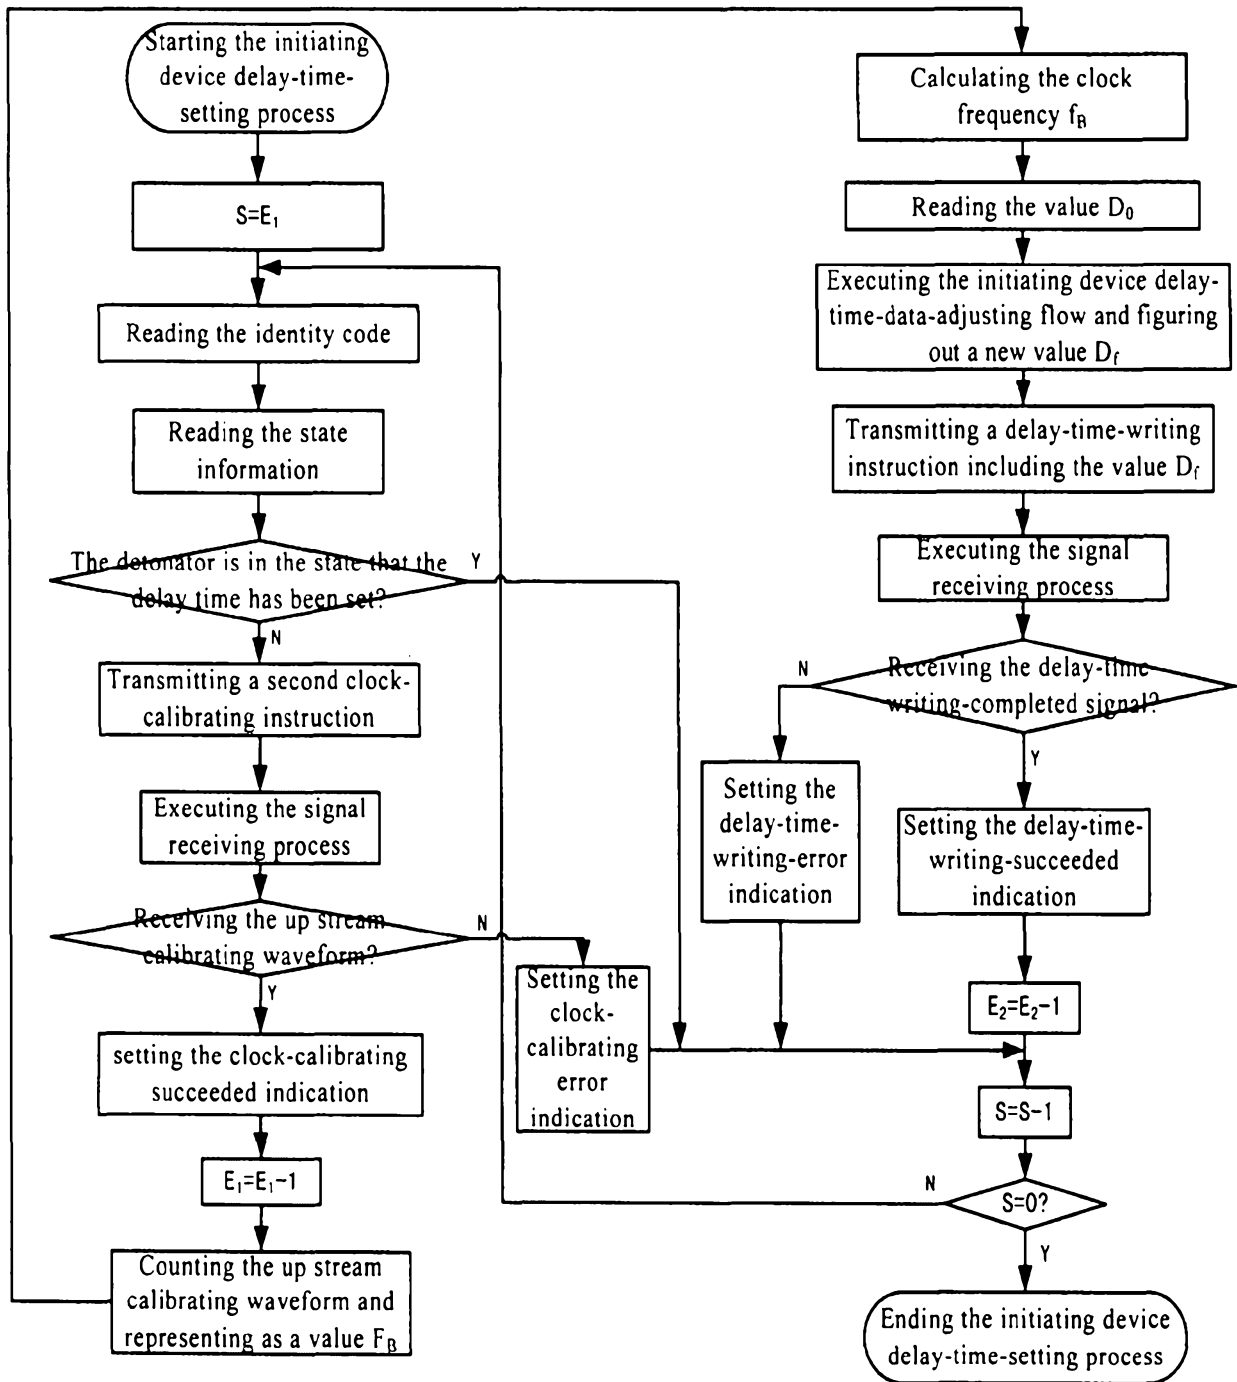 Starting the initiating
device delay-time-
setting process
S=E₁
Reading the identity code
Reading the state
information
The detonator is in the state that the
delay time has been set?
Y
N
Transmitting a second clock-
calibrating instruction
Executing the signal
receiving process
Receiving the up stream
calibrating waveform?
N
Y
setting the clock-calibrating
succeeded indication
E₁=E₁-1
Counting the up stream
calibrating waveform and
representing as a value F_B
Setting the
clock-
calibrating
error
indication
Calculating the clock
frequency f_B
Reading the value D₀
Executing the initiating device delay-
time-data-adjusting flow and figuring
out a new value D_f
Transmitting a delay-time-writing
instruction including the value D_f
Executing the signal
receiving process
Receiving the delay-time
writing-completed signal?
N
Y
Setting the
delay-time-
writing-error
indication
Setting the delay-time-
writing-succeeded
indication
E₂=E₂-1
S=S-1
S=0?
N
Y
Ending the initiating device
delay-time-setting process